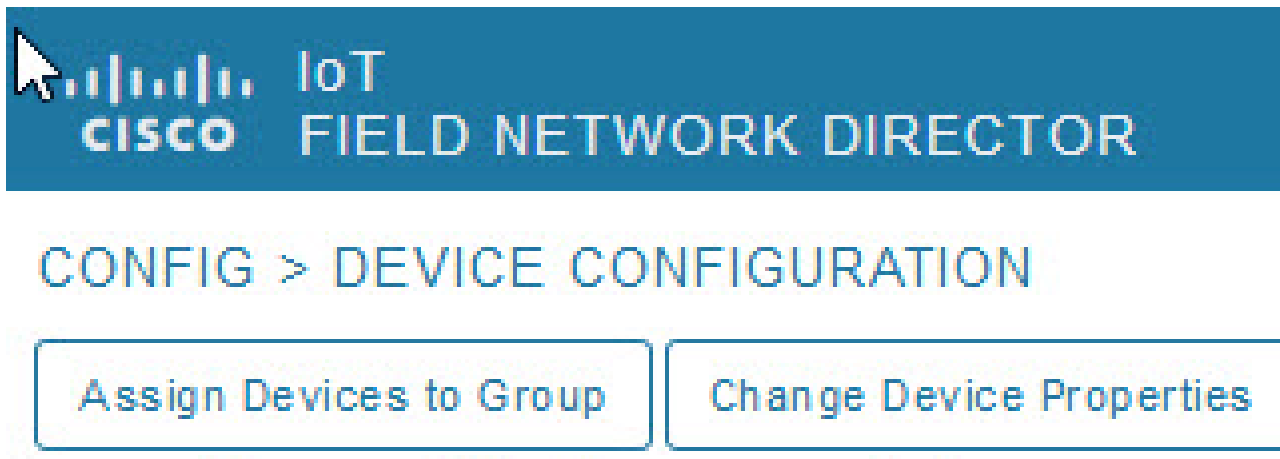 IoT
CISCO FIELD NETWORK DIRECTOR
CONFIG > DEVICE CONFIGURATION
Assign Devices to Group Change Device Properties